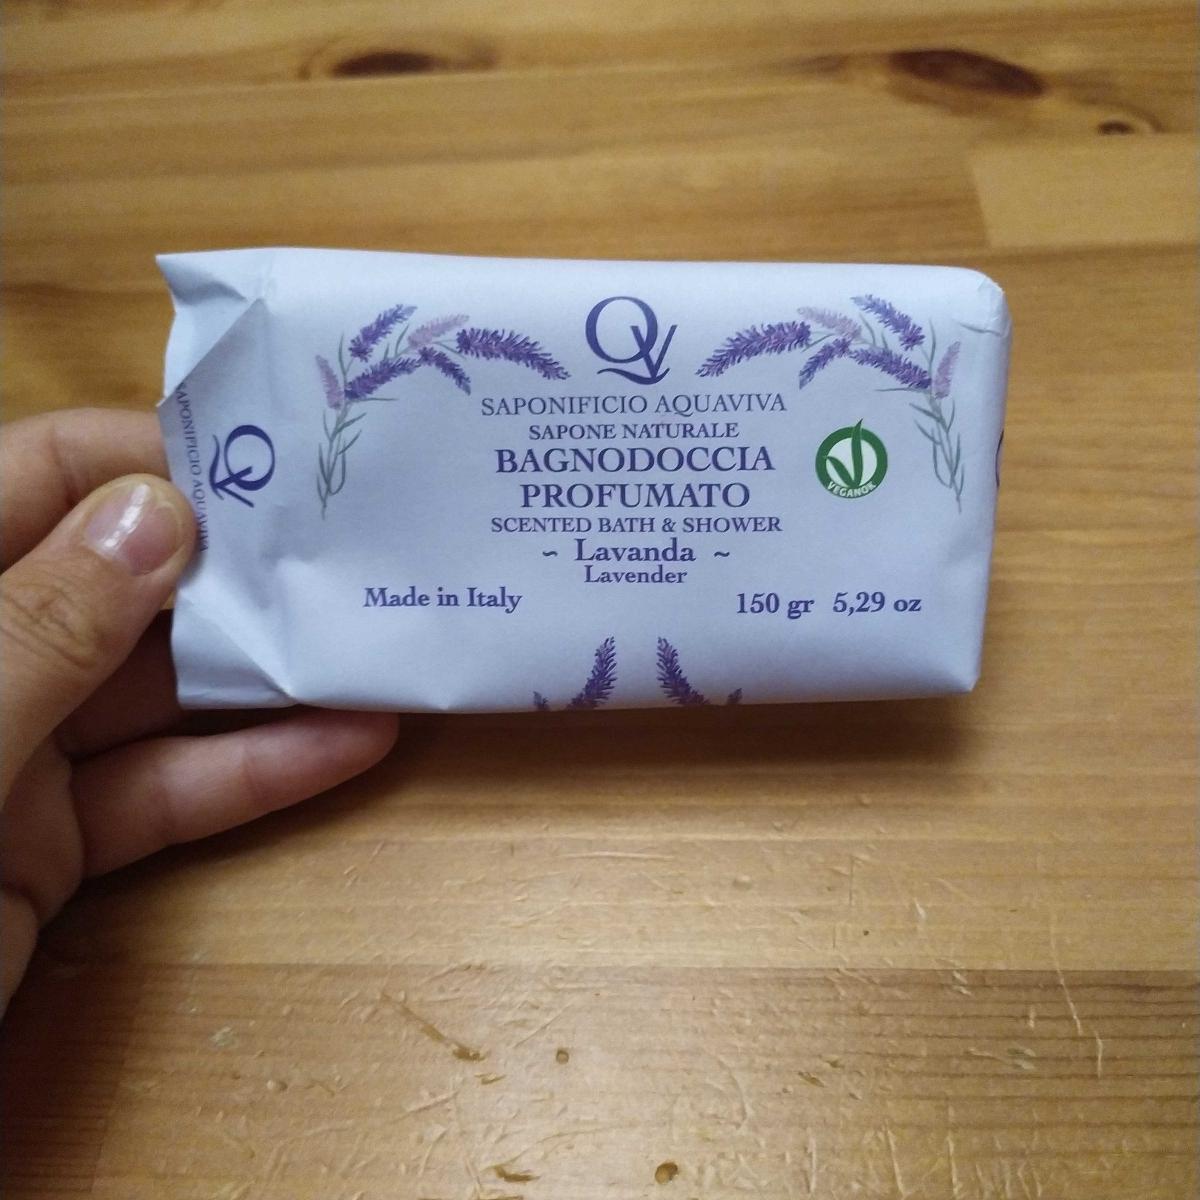 QV
SAPONIFICIO AQUAVIVA
SAPONE NATURALE
BAGNODOCCIA
PROFUMATO
SCENTED BATH & SHOWER
~ Lavanda ~
Lavender
Made in Italy
150 gr 5,29 oz
VEGANOK
QV
SAPONIFICIO AQUAVIVA